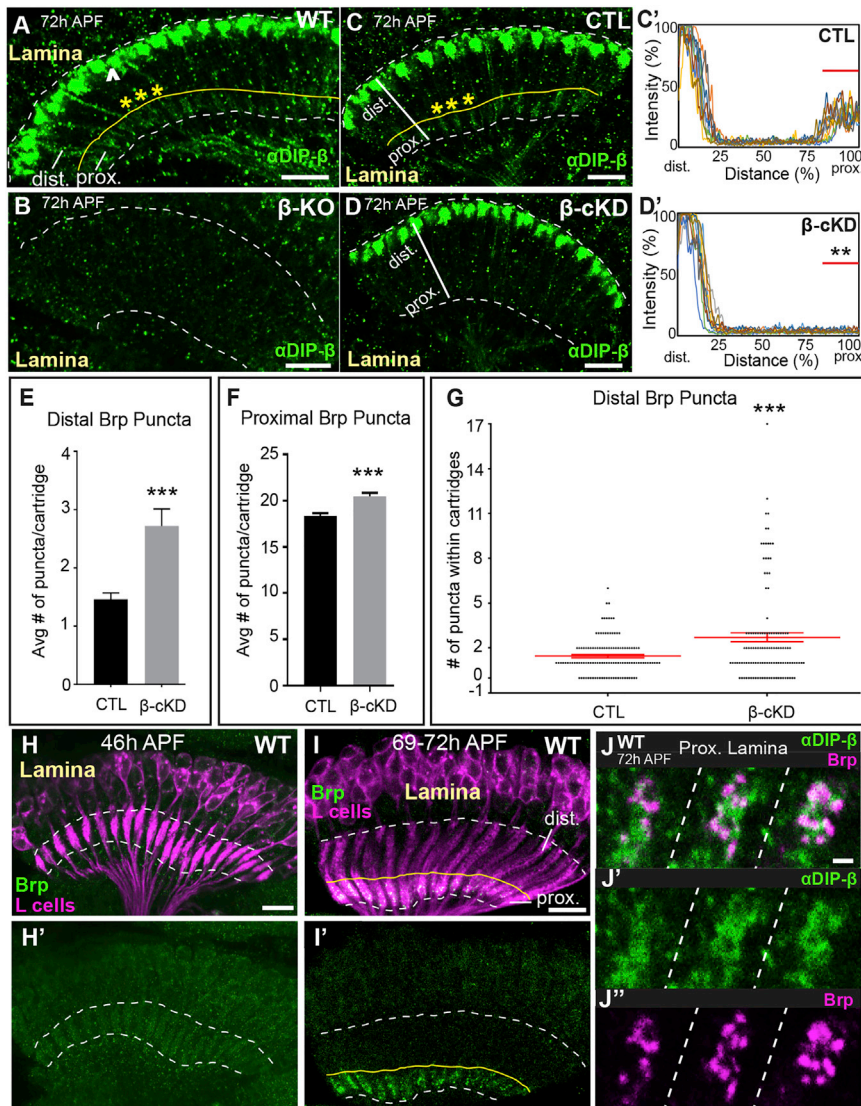 A 72h APF WT
Lamina
***
dist. prox.
αDIP-β
C 72h APF CTL
dist.
***
prox.
Lamina
αDIP-β
C'
CTL
Intensity (%)
100
50
0
25 50 75 100
dist. Distance (%) prox.
B 72h APF β-KO
Lamina
αDIP-β
D 72h APF β-cKD
dist.
prox.
Lamina
αDIP-β
D'
β-cKD
**
Intensity (%)
100
50
0
25 50 75 100
dist. Distance (%) prox.
E
Distal Brp Puncta
Avg # of puncta/cartridge
4
3
2
1
0
***
CTL β-cKD
F
Proximal Brp Puncta
Avg # of puncta/cartridge
25
20
15
10
5
0
***
CTL β-cKD
G
Distal Brp Puncta
# of puncta within cartridges
17
14
11
8
5
2
0
-1
***
CTL β-cKD
H 46h APF WT
Lamina
Brp
L cells
I 69-72h APF WT
Brp
L cells
Lamina
dist.
prox.
J WT
72h APF
Prox. Lamina
αDIP-β
Brp
H'
I'
J'
αDIP-β
J''
Brp